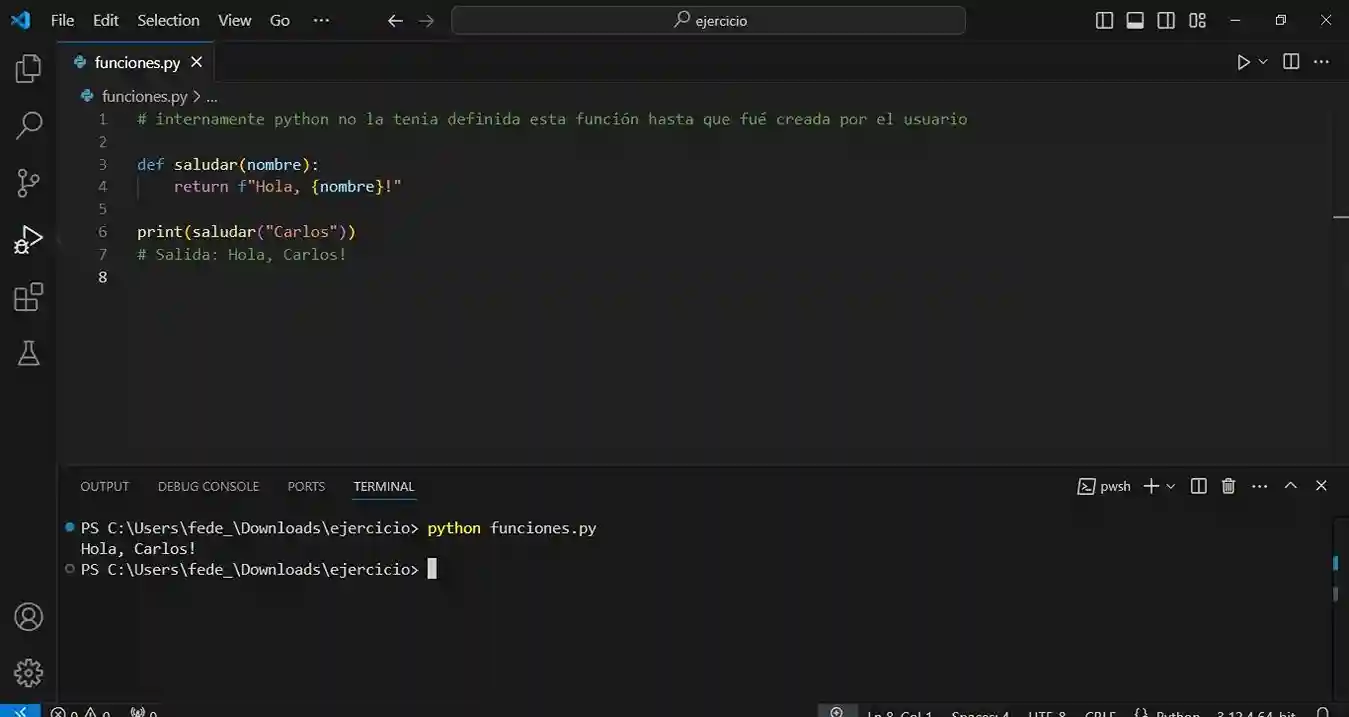 File Edit Selection View Go ··· ejercicio
funciones.py
funciones.py > ...
1 # internamente python no la tenia definida esta función hasta que fué creada por el usuario
2
3 def saludar(nombre):
4     return f"Hola, {nombre}!"
5
6 print(saludar("Carlos"))
7 # Salida: Hola, Carlos!
8
OUTPUT DEBUG CONSOLE PORTS TERMINAL pwsh
PS C:\Users\fede_\Downloads\ejercicio> python funciones.py
Hola, Carlos!
PS C:\Users\fede_\Downloads\ejercicio>
0 0 0 Ln 8, Col 1 Spaces: 4 UTF-8 CRLF {} Python 3.12.4 64-bit